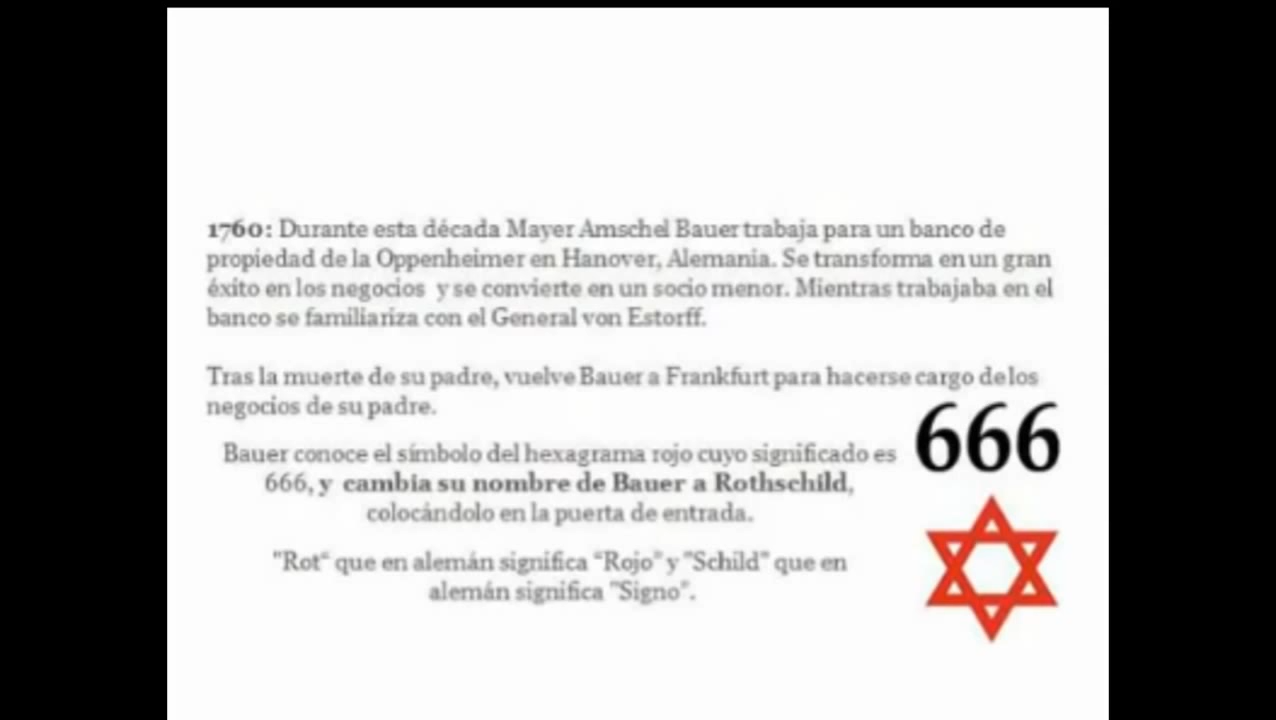 1760: Durante esta década Mayer Amschel Bauer trabaja para un banco de
propiedad de la Oppenheimer en Hanover, Alemania. Se transforma en un gran
éxito en los negocios y se convierte en un socio menor. Mientras trabajaba en el
banco se familiariza con el General von Estorff.
Tras la muerte de su padre, vuelve Bauer a Frankfurt para hacerse cargo de los
negocios de su padre.
Bauer conoce el símbolo del hexagrama rojo cuyo significado es
666, y cambia su nombre de Bauer a Rothschild,
colocándolo en la puerta de entrada.
"Rot" que en alemán significa "Rojo" y "Schild" que en
alemán significa "Signo".
666